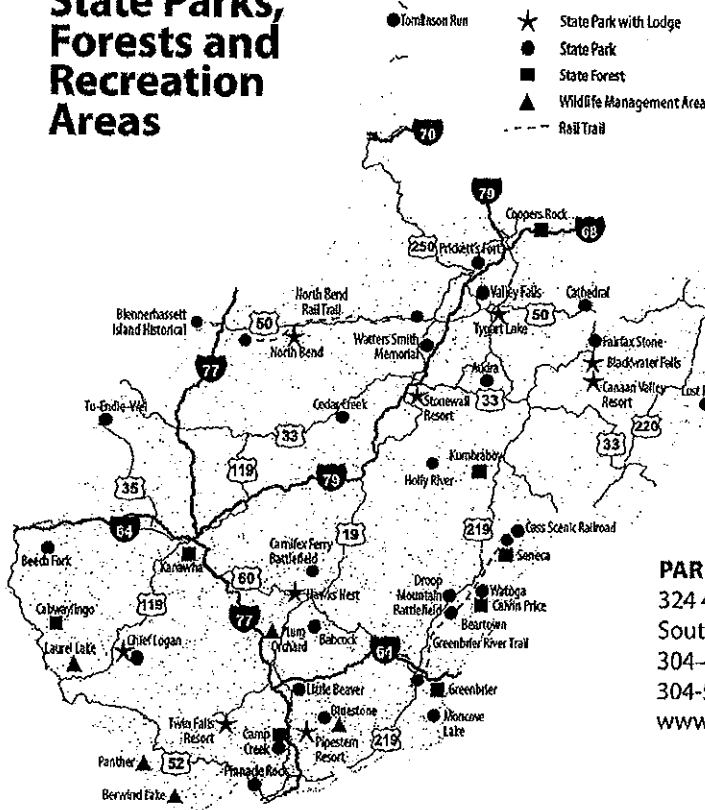 State Parks,
Forests and
Recreation
Areas
Tomlinson Run
State Park with Lodge
State Park
State Forest
Wildlife Management Area
Rail Trail
70
79
Coopers Rock
68
250
Prickett's Fort
Valley Falls
Cathedral
North Bend
Rail Trail
Blennerhassett
Island Historical
50
North Bend
Watters Smith
Memorial
Tygart Lake
50
Fairfax Stone
Blackwater Falls
Canaan Valley
Resort
77
Audra
Stonewall
Resort
33
Tu-Endie-Wei
Cedar Creek
33
220
33
119
Kumbrabow
Holly River
79
35
64
19
219
Cass Scenic Railroad
Seneca
Beech Fork
Kanawha
Carnifex Ferry
Battlefield
60
Hawks Nest
Droop
Mountain
Battlefield
Watoga
Calvin Price
Beartown
Greenbrier River Trail
Cabwaylingo
119
77
Plum
Orchard
Babcock
Laurel Lake
Chief Logan
64
Little Beaver
Greenbrier
Bluestone
Moncove
Lake
Twin Falls
Resort
Camp
Creek
Pipestem
Resort
219
Panther
52
Pinnacle Rock
Berwind Lake
PAR
324 4
Sout
304-
304-5
www